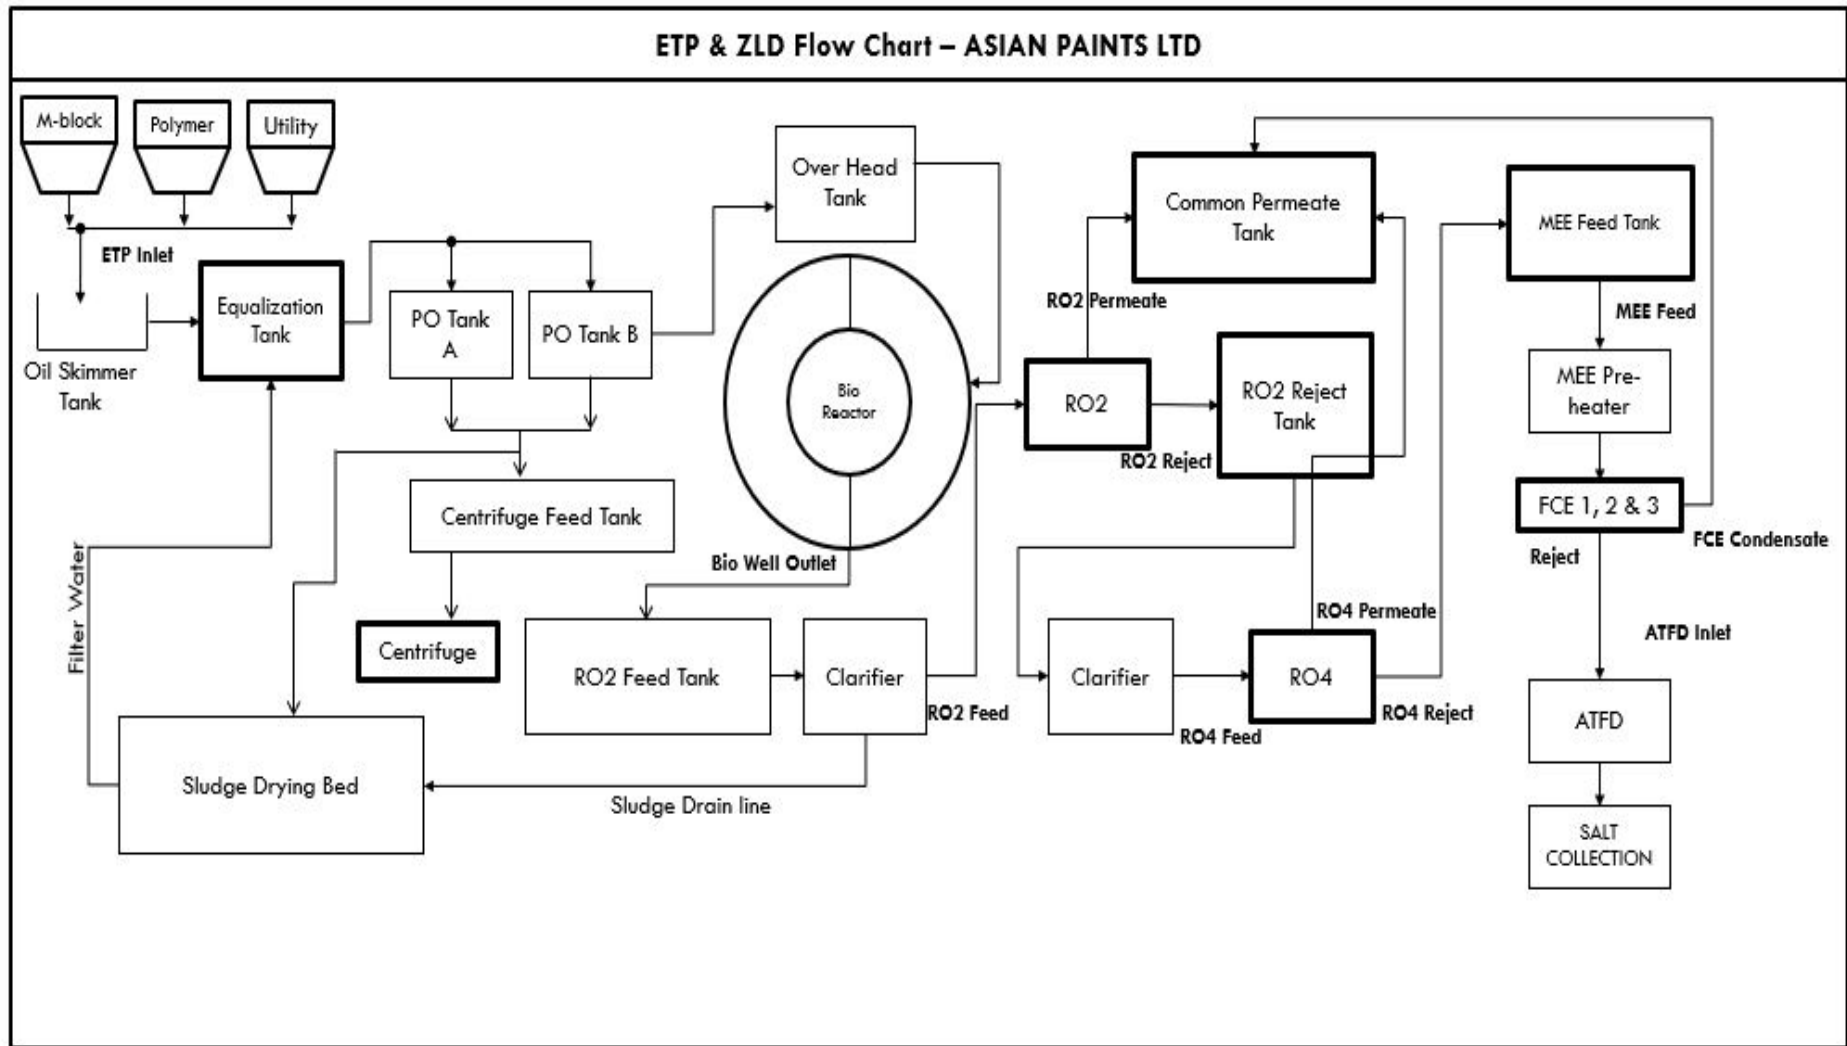 ETP & ZLD Flow Chart – ASIAN PAINTS LTD
M-block
Polymer
Utility
ETP Inlet
Oil Skimmer
Tank
Equalization
Tank
PO Tank
A
PO Tank B
Over Head
Tank
Bio
Reactor
Bio Well Outlet
Centrifuge Feed Tank
Centrifuge
Filter Water
Sludge Drying Bed
Sludge Drain line
RO2 Feed Tank
Clarifier
RO2 Feed
RO2
RO2 Permeate
RO2 Reject
Common Permeate
Tank
RO2 Reject
Tank
Clarifier
RO4 Feed
RO4
RO4 Permeate
RO4 Reject
MEE Feed Tank
MEE Feed
MEE Pre-
heater
FCE 1, 2 & 3
FCE Condensate
Reject
ATFD Inlet
ATFD
SALT
COLLECTION